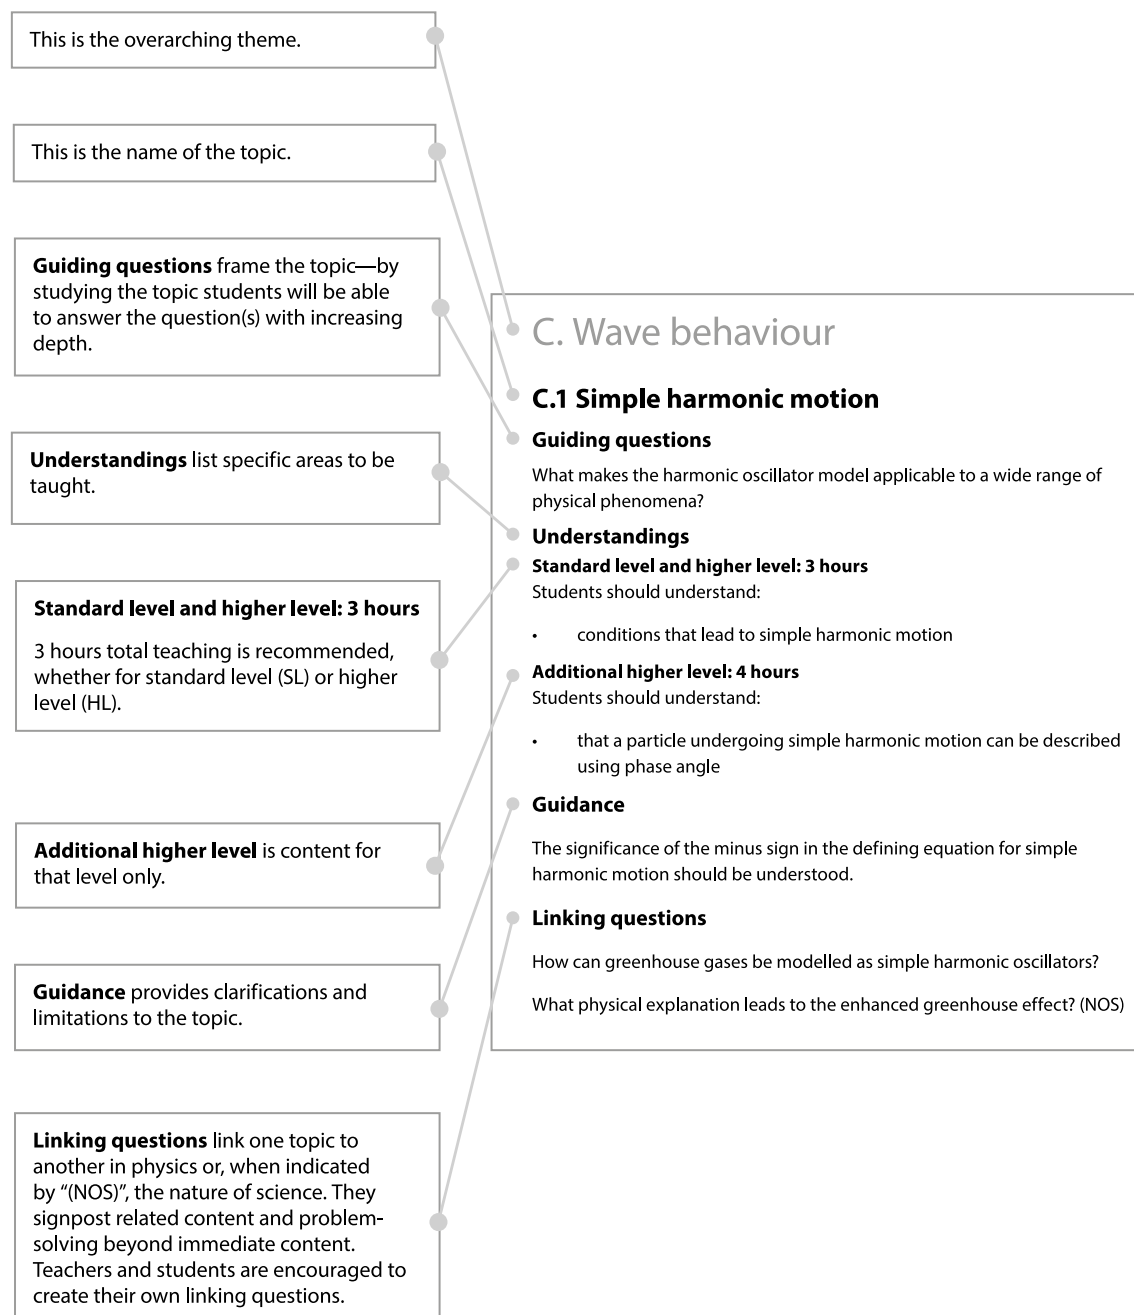 This is the overarching theme.
This is the name of the topic.
Guiding questions frame the topic—by
studying the topic students will be able
to answer the question(s) with increasing
depth.
Understandings list specific areas to be
taught.
Standard level and higher level: 3 hours
3 hours total teaching is recommended,
whether for standard level (SL) or higher
level (HL).
Additional higher level is content for
that level only.
Guidance provides clarifications and
limitations to the topic.
Linking questions link one topic to
another in physics or, when indicated
by “(NOS)”, the nature of science. They
signpost related content and problem-
solving beyond immediate content.
Teachers and students are encouraged to
create their own linking questions.
C. Wave behaviour
C.1 Simple harmonic motion
Guiding questions
What makes the harmonic oscillator model applicable to a wide range of
physical phenomena?
Understandings
Standard level and higher level: 3 hours
Students should understand:
• conditions that lead to simple harmonic motion
Additional higher level: 4 hours
Students should understand:
• that a particle undergoing simple harmonic motion can be described
using phase angle
Guidance
The significance of the minus sign in the defining equation for simple
harmonic motion should be understood.
Linking questions
How can greenhouse gases be modelled as simple harmonic oscillators?
What physical explanation leads to the enhanced greenhouse effect? (NOS)